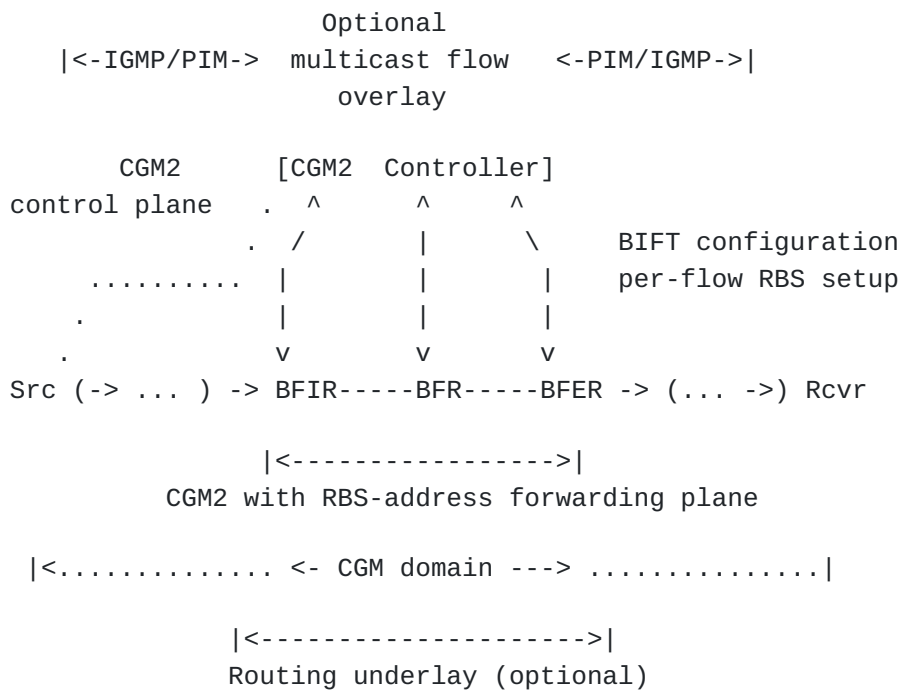 Optional
   |<-IGMP/PIM->  multicast flow   <-PIM/IGMP->|
                     overlay

       CGM2      [CGM2  Controller]
control plane   .  ^      ^     ^
               .  /       |      \     BIFT configuration
     ..........  |        |       |    per-flow RBS setup
    .            |        |       |
   .             v        v       v
Src (-> ... ) -> BFIR-----BFR-----BFER -> (... ->) Rcvr

                |<----------------->|
          CGM2 with RBS-address forwarding plane

 |<.............. <- CGM domain ---> ...............|

              |<--------------------->|
              Routing underlay (optional)